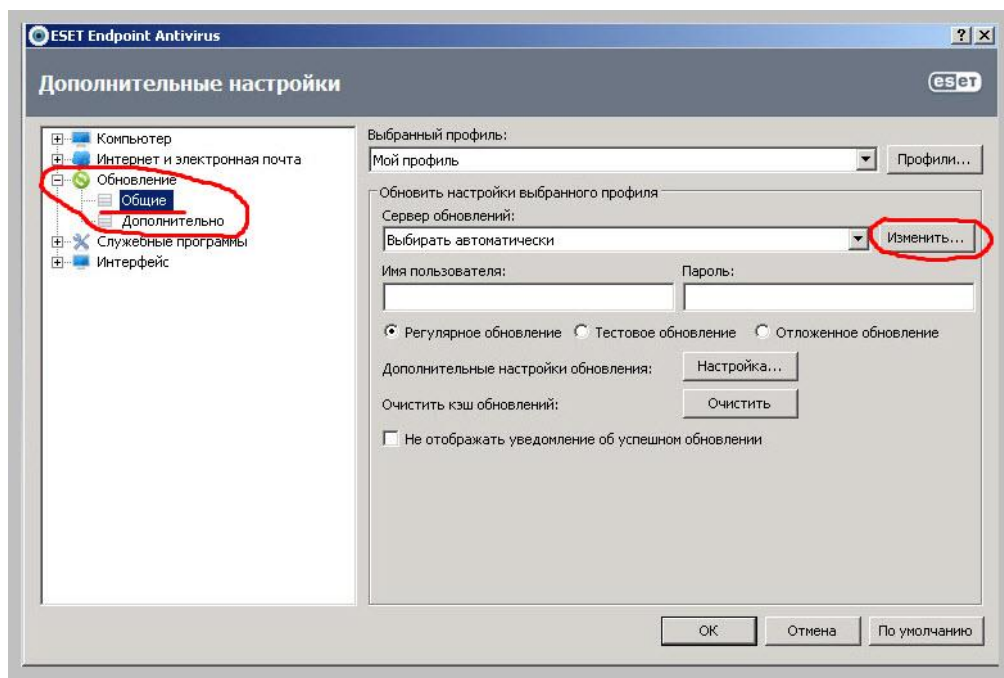 ESET Endpoint Antivirus
Дополнительные настройки
eset
Компьютер
Интернет и электронная почта
Обновление
Общие
Дополнительно
Служебные программы
Интерфейс
Выбранный профиль:
Мой профиль
Профили...
Обновить настройки выбранного профиля
Сервер обновлений:
Выбирать автоматически
Изменить...
Имя пользователя: Пароль:
Регулярное обновление Тестовое обновление Отложенное обновление
Дополнительные настройки обновления: Настройка...
Очистить кэш обновлений: Очистить
Не отображать уведомление об успешном обновлении
OK Отмена По умолчанию